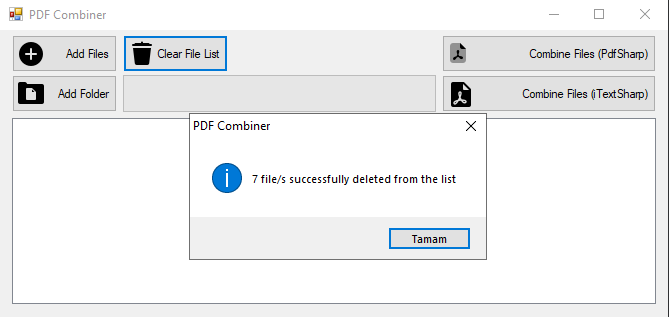 PDF Combiner
Add Files
Clear File List
Combine Files (PdfSharp)
Add Folder
Combine Files (iTextSharp)
PDF Combiner
7 file/s successfully deleted from the list
Tamam